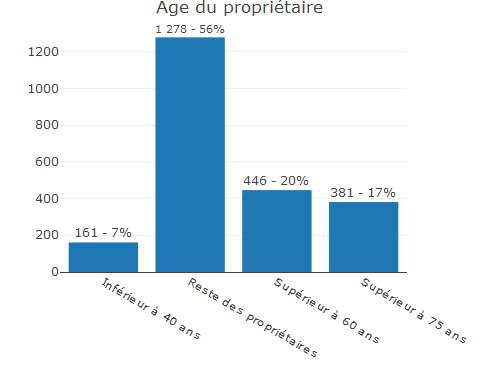 Age du propriétaire
1 278 - 56%
1200
1000
800
600
446 - 20%
381 - 17%
400
161 - 7%
200
0
Inférieur à 40 ans
Reste des propriétaires
Supérieur à 60 ans
Supérieur à 75 ans